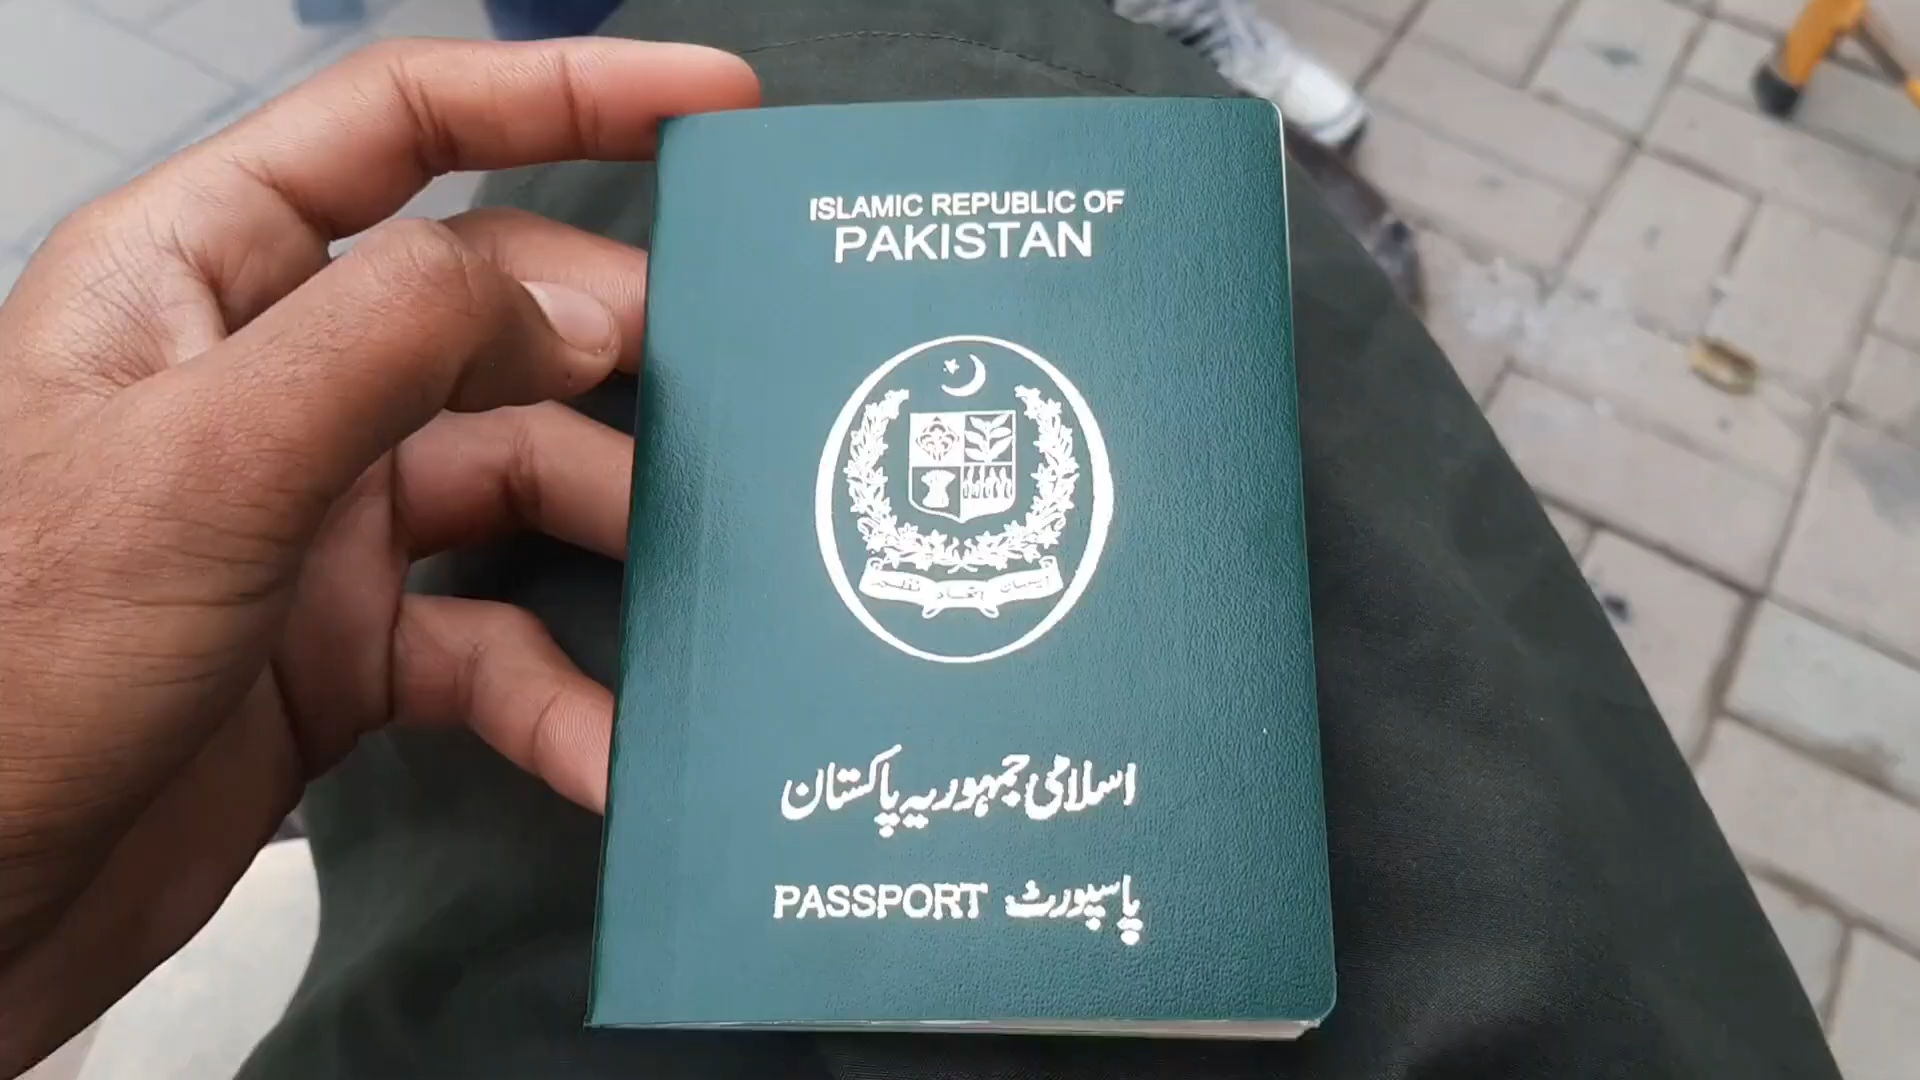 ISLAMIC REPUBLIC OF
PAKISTAN
اسلامی جمہوریہ پاکستان
PASSPORT پاسپورٹ